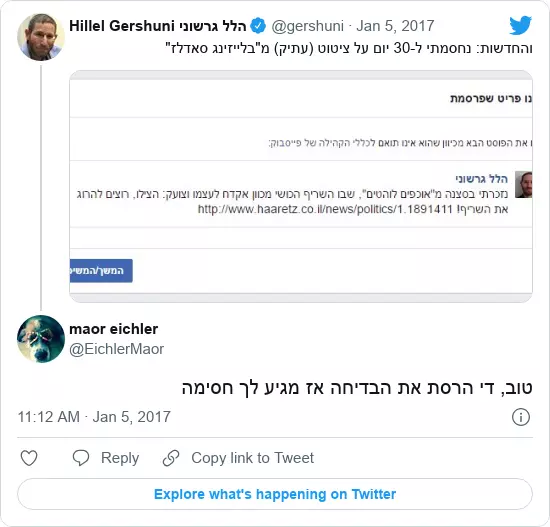 Hillel Gershuni הלל גרשוני @gershuni · Jan 5, 2017
והחדשות: נחסמתי ל-30 יום על ציטוט (עתיק) מ"בלייזינג סאדלז"
נו פריט שפרסמת
את הפוסט הבא מכיוון שהוא אינו תואם לכללי הקהילה של פייסבוק:
הלל גרשוני
נזכרתי בסצנה מ"אוכפים לוהטים", שבו השריף הכושי מכוון אקדח לעצמו וצועק: הצילו, רוצים להרוג
את השריף! http://www.haaretz.co.il/news/politics/1.1891411
המשך/המשי
maor eichler
@EichlerMaor
טוב, די הרסת את הבדיחה אז מגיע לך חסימה
11:12 AM · Jan 5, 2017
Reply Copy link to Tweet
Explore what's happening on Twitter